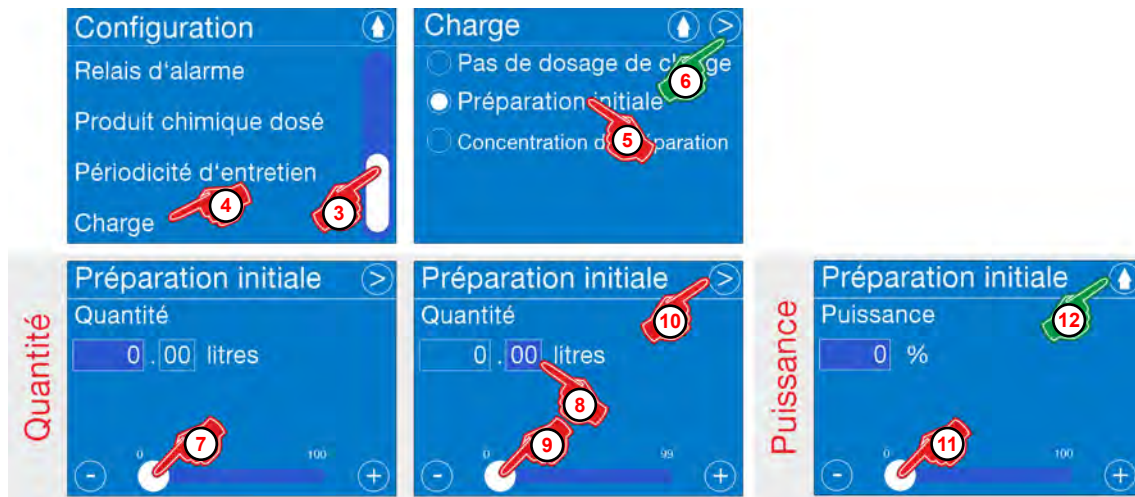 Configuration
Relais d'alarme
Produit chimique dosé
Périodicité d'entretien
Charge
4
3
Charge
Pas de dosage de charge
Préparation initiale
Concentration de préparation
6
5
Quantité
Préparation initiale
Quantité
0 . 00 litres
7
0 100
- +
Préparation initiale
Quantité
0 . 00 litres
10
8
9
0 99
- +
Puissance
Préparation initiale
Puissance
0 %
12
11
0 100
- +